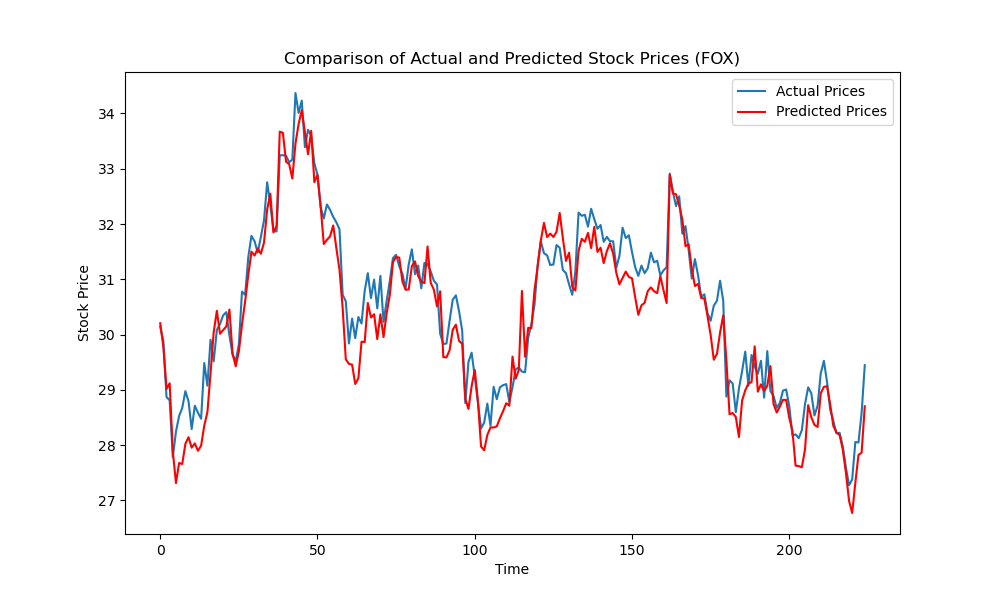 Comparison of Actual and Predicted Stock Prices (FOX)
Actual Prices
Predicted Prices
Stock Price
34
33
32
31
30
29
28
27
0 50 100 150 200
Time